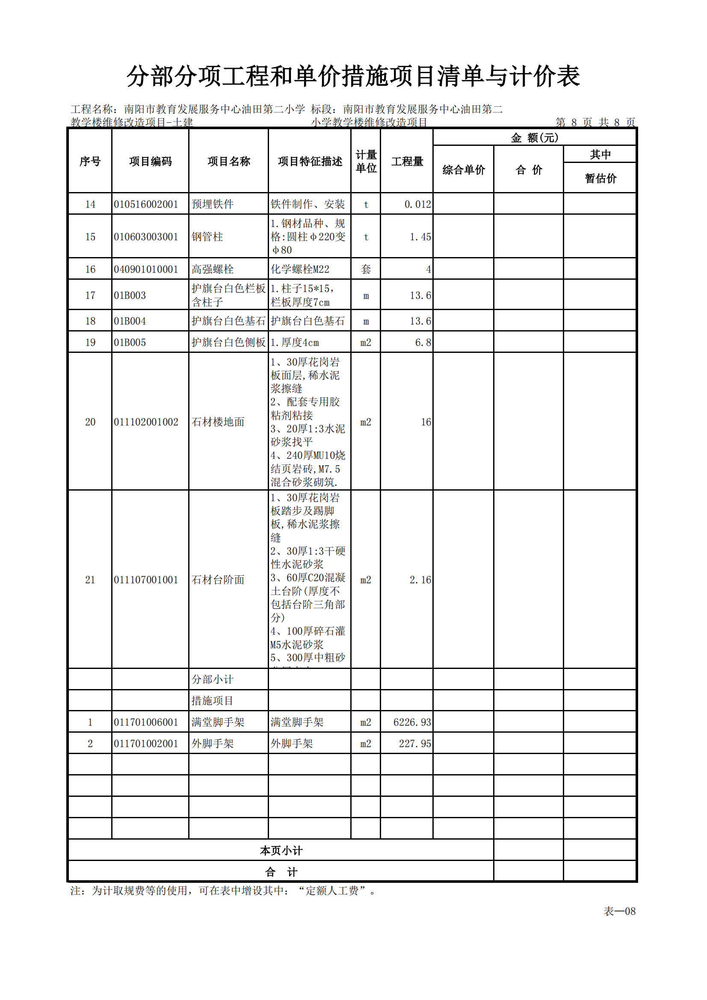 分部分项工程和单价措施项目清单与计价表
工程名称：南阳市教育发展服务中心油田第二小学 标段：南阳市教育发展服务中心油田第二
教学楼维修改造项目-土建 小学教学楼维修改造项目 第 8 页 共 8 页
序号 项目编码 项目名称 项目特征描述 计量
单位 工程量 金 额(元)
综合单价 合 价 其中
暂估价
14 010516002001 预埋铁件 铁件制作、安装 t 0.012
15 010603003001 钢管柱 1.钢材品种、规
格:圆柱φ220变
φ80 t 1.45
16 040901010001 高强螺栓 化学螺栓M22 套 4
17 01B003 护旗台白色栏板
含柱子 1.柱子15*15，
栏板厚度7cm m 13.6
18 01B004 护旗台白色基石 护旗台白色基石 m 13.6
19 01B005 护旗台白色侧板 1.厚度4cm m2 6.8
20 011102001002 石材楼地面 1、30厚花岗岩
板面层,稀水泥
浆擦缝
2、配套专用胶
粘剂粘接
3、20厚1:3水泥
砂浆找平
4、240厚MU10烧
结页岩砖,M7.5
混合砂浆砌筑. m2 16
21 011107001001 石材台阶面 1、30厚花岗岩
板踏步及踢脚
板,稀水泥浆擦
缝
2、30厚1:3干硬
性水泥砂浆
3、60厚C20混凝
土台阶(厚度不
包括台阶三角部
分)
4、100厚碎石灌
M5水泥砂浆
5、300厚中粗砂 m2 2.16
分部小计
措施项目
1 011701006001 满堂脚手架 满堂脚手架 m2 6226.93
2 011701002001 外脚手架 外脚手架 m2 227.95
本页小计
合 计
注：为计取规费等的使用，可在表中增设其中：“定额人工费”。
表—08